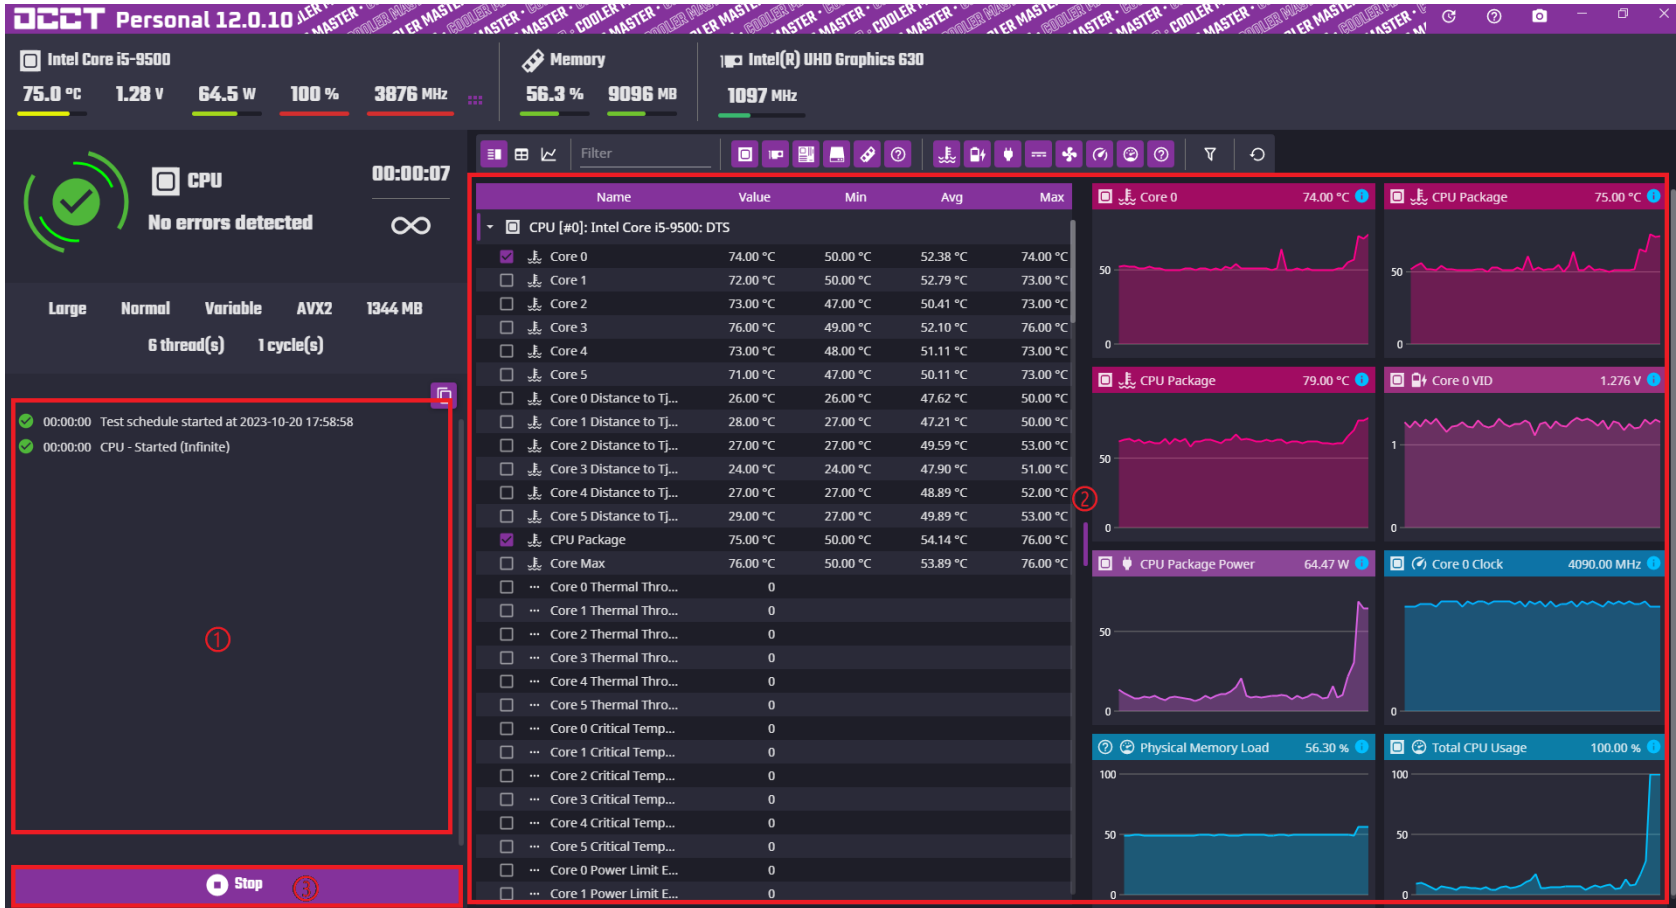 OCCT Personal 12.0.10
Intel Core i5-9500
75.0 °C 1.28 V 64.5 W 100 % 3876 MHz
Memory
56.3 % 9096 MB
Intel(R) UHD Graphics 630
1097 MHz
CPU
No errors detected
00:00:07
Large Normal Variable AVX2 1344 MB
6 thread(s) 1 cycle(s)
00:00:00 Test schedule started at 2023-10-20 17:58:58
00:00:00 CPU - Started (Infinite)
①
Stop
③
Filter
Name Value Min Avg Max
CPU [#0]: Intel Core i5-9500: DTS
Core 0 74.00 °C 50.00 °C 52.38 °C 74.00 °C
Core 1 72.00 °C 50.00 °C 52.79 °C 73.00 °C
Core 2 73.00 °C 47.00 °C 50.41 °C 73.00 °C
Core 3 76.00 °C 49.00 °C 52.10 °C 76.00 °C
Core 4 73.00 °C 48.00 °C 51.11 °C 73.00 °C
Core 5 71.00 °C 47.00 °C 50.11 °C 73.00 °C
Core 0 Distance to Tj... 26.00 °C 26.00 °C 47.62 °C 50.00 °C
Core 1 Distance to Tj... 28.00 °C 27.00 °C 47.21 °C 50.00 °C
Core 2 Distance to Tj... 27.00 °C 27.00 °C 49.59 °C 53.00 °C
Core 3 Distance to Tj... 24.00 °C 24.00 °C 47.90 °C 51.00 °C
Core 4 Distance to Tj... 27.00 °C 27.00 °C 48.89 °C 52.00 °C
Core 5 Distance to Tj... 29.00 °C 27.00 °C 49.89 °C 53.00 °C
CPU Package 75.00 °C 50.00 °C 54.14 °C 76.00 °C
Core Max 76.00 °C 50.00 °C 53.89 °C 76.00 °C
Core 0 Thermal Thro... 0
Core 1 Thermal Thro... 0
Core 2 Thermal Thro... 0
Core 3 Thermal Thro... 0
Core 4 Thermal Thro... 0
Core 5 Thermal Thro... 0
Core 0 Critical Temp... 0
Core 1 Critical Temp... 0
Core 2 Critical Temp... 0
Core 3 Critical Temp... 0
Core 4 Critical Temp... 0
Core 5 Critical Temp... 0
Core 0 Power Limit E... 0
Core 1 Power Limit E... 0
②
Core 0 74.00 °C
50
0
CPU Package 75.00 °C
50
0
CPU Package 79.00 °C
50
0
Core 0 VID 1.276 V
1
0
CPU Package Power 64.47 W
50
0
Core 0 Clock 4090.00 MHz
0
Physical Memory Load 56.30 %
100
50
0
Total CPU Usage 100.00 %
100
50
0